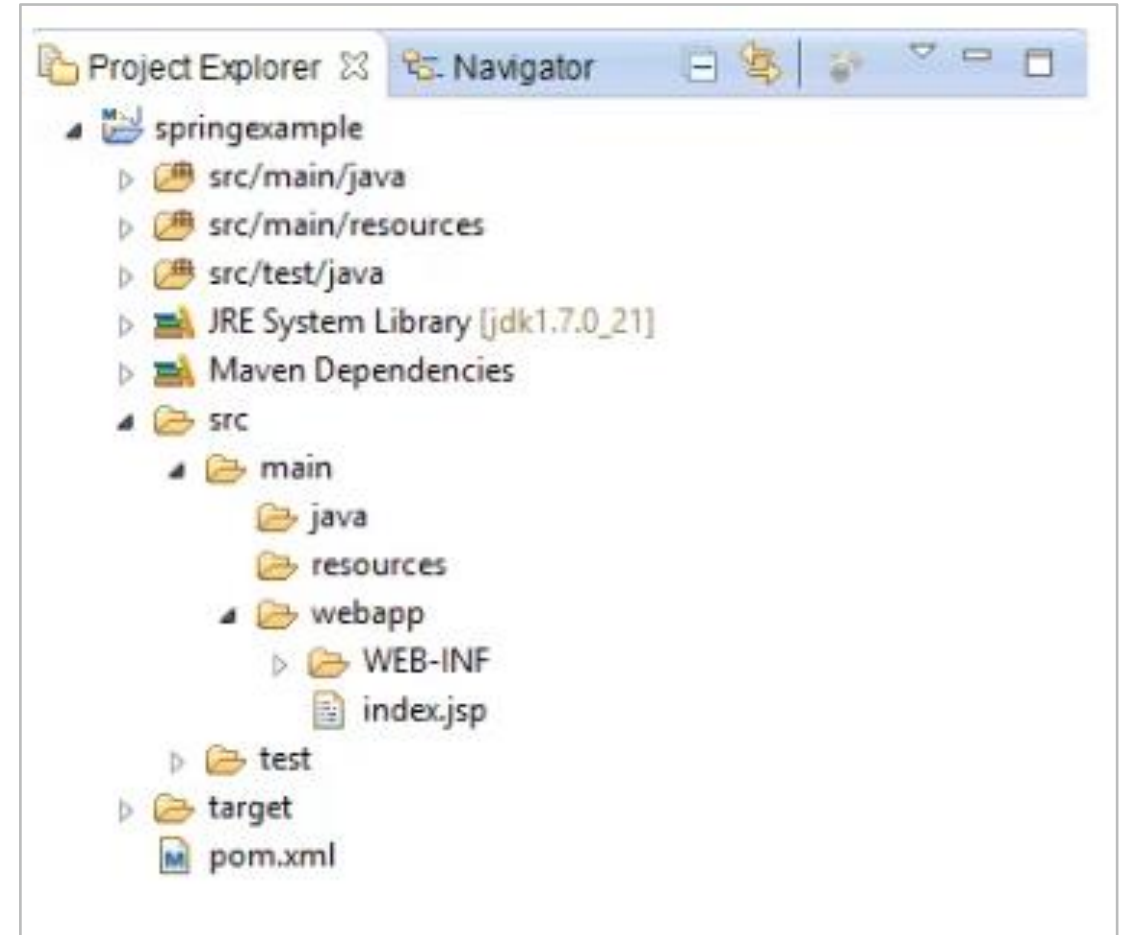 Project Explorer Navigator
springexample
src/main/java
src/main/resources
src/test/java
JRE System Library [jdk1.7.0_21]
Maven Dependencies
src
main
java
resources
webapp
WEB-INF
index.jsp
test
target
pom.xml